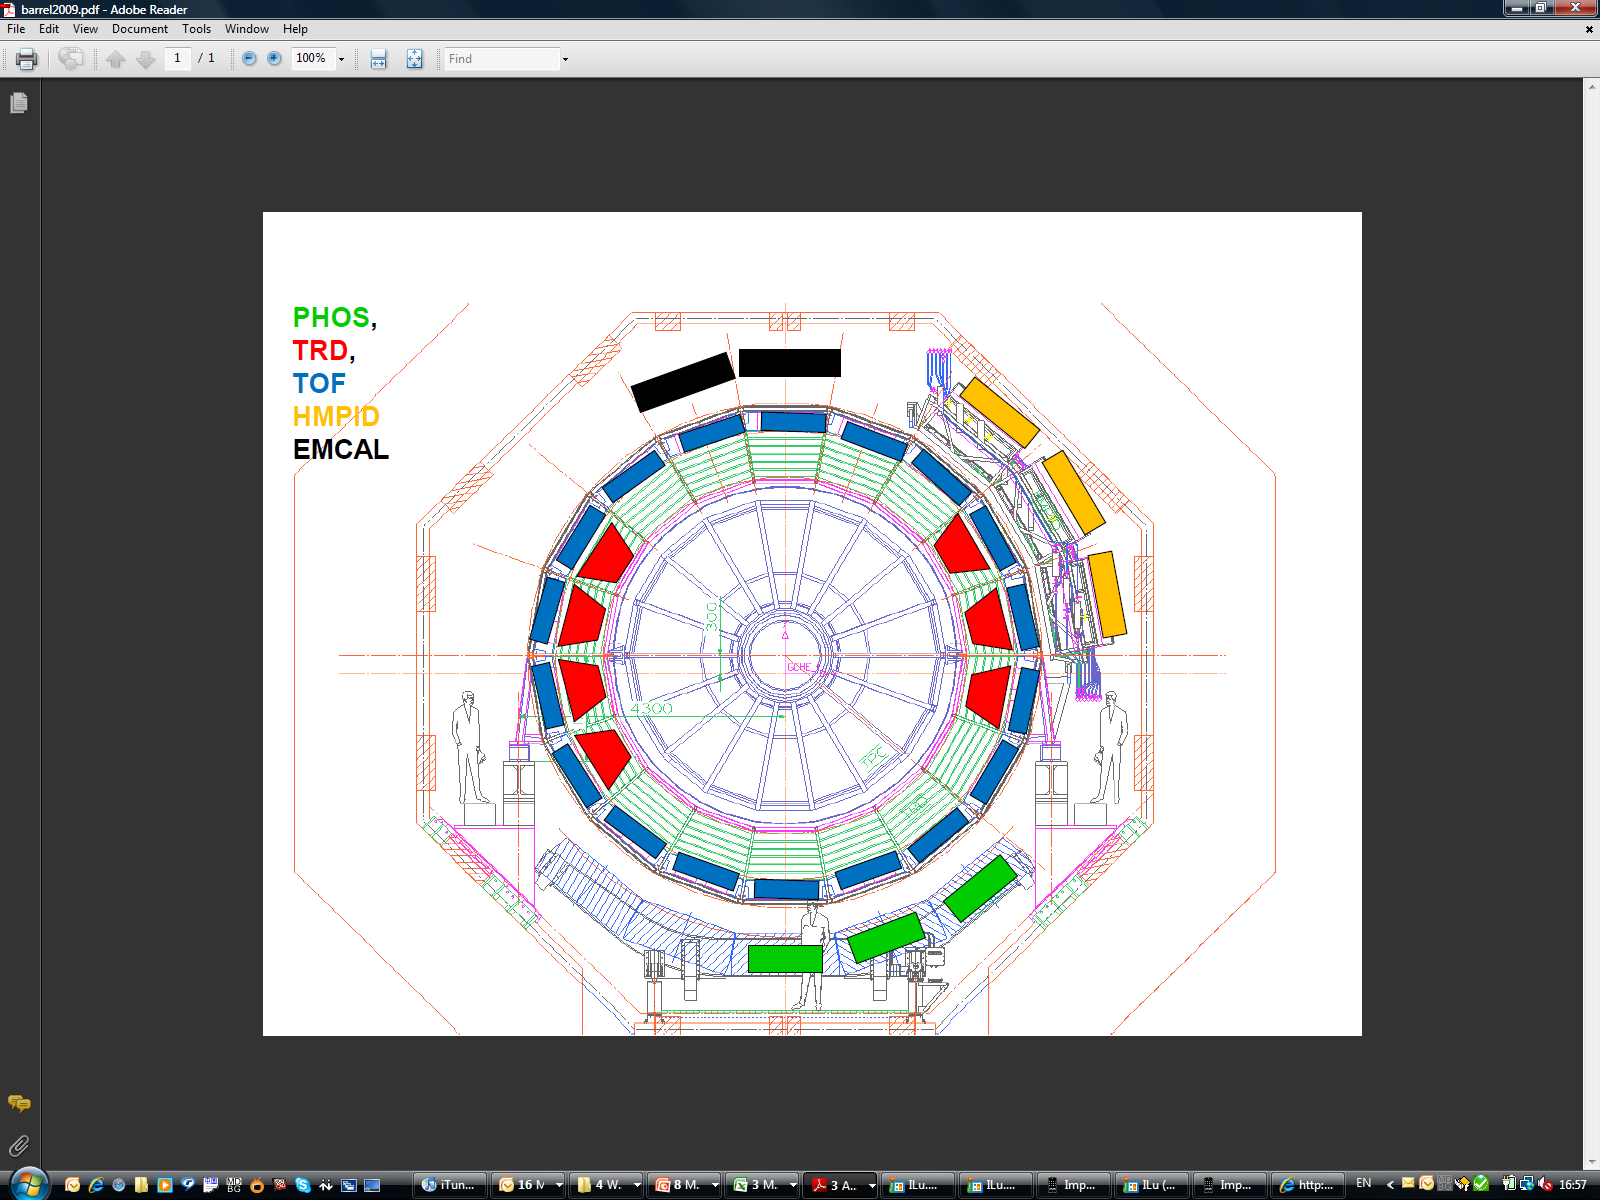 barrel2009.pdf - Adobe Reader
File Edit View Document Tools Window Help
1 / 1 100% Find
PHOS,
TRD,
TOF
HMPID
EMCAL
300
4300
TPC
TRD
iTun... 16 M 4 W. 8 M. 3 M. 3 A.. ILu.... ILu.... Imp... ILu (... Imp... http:... EN 16:57